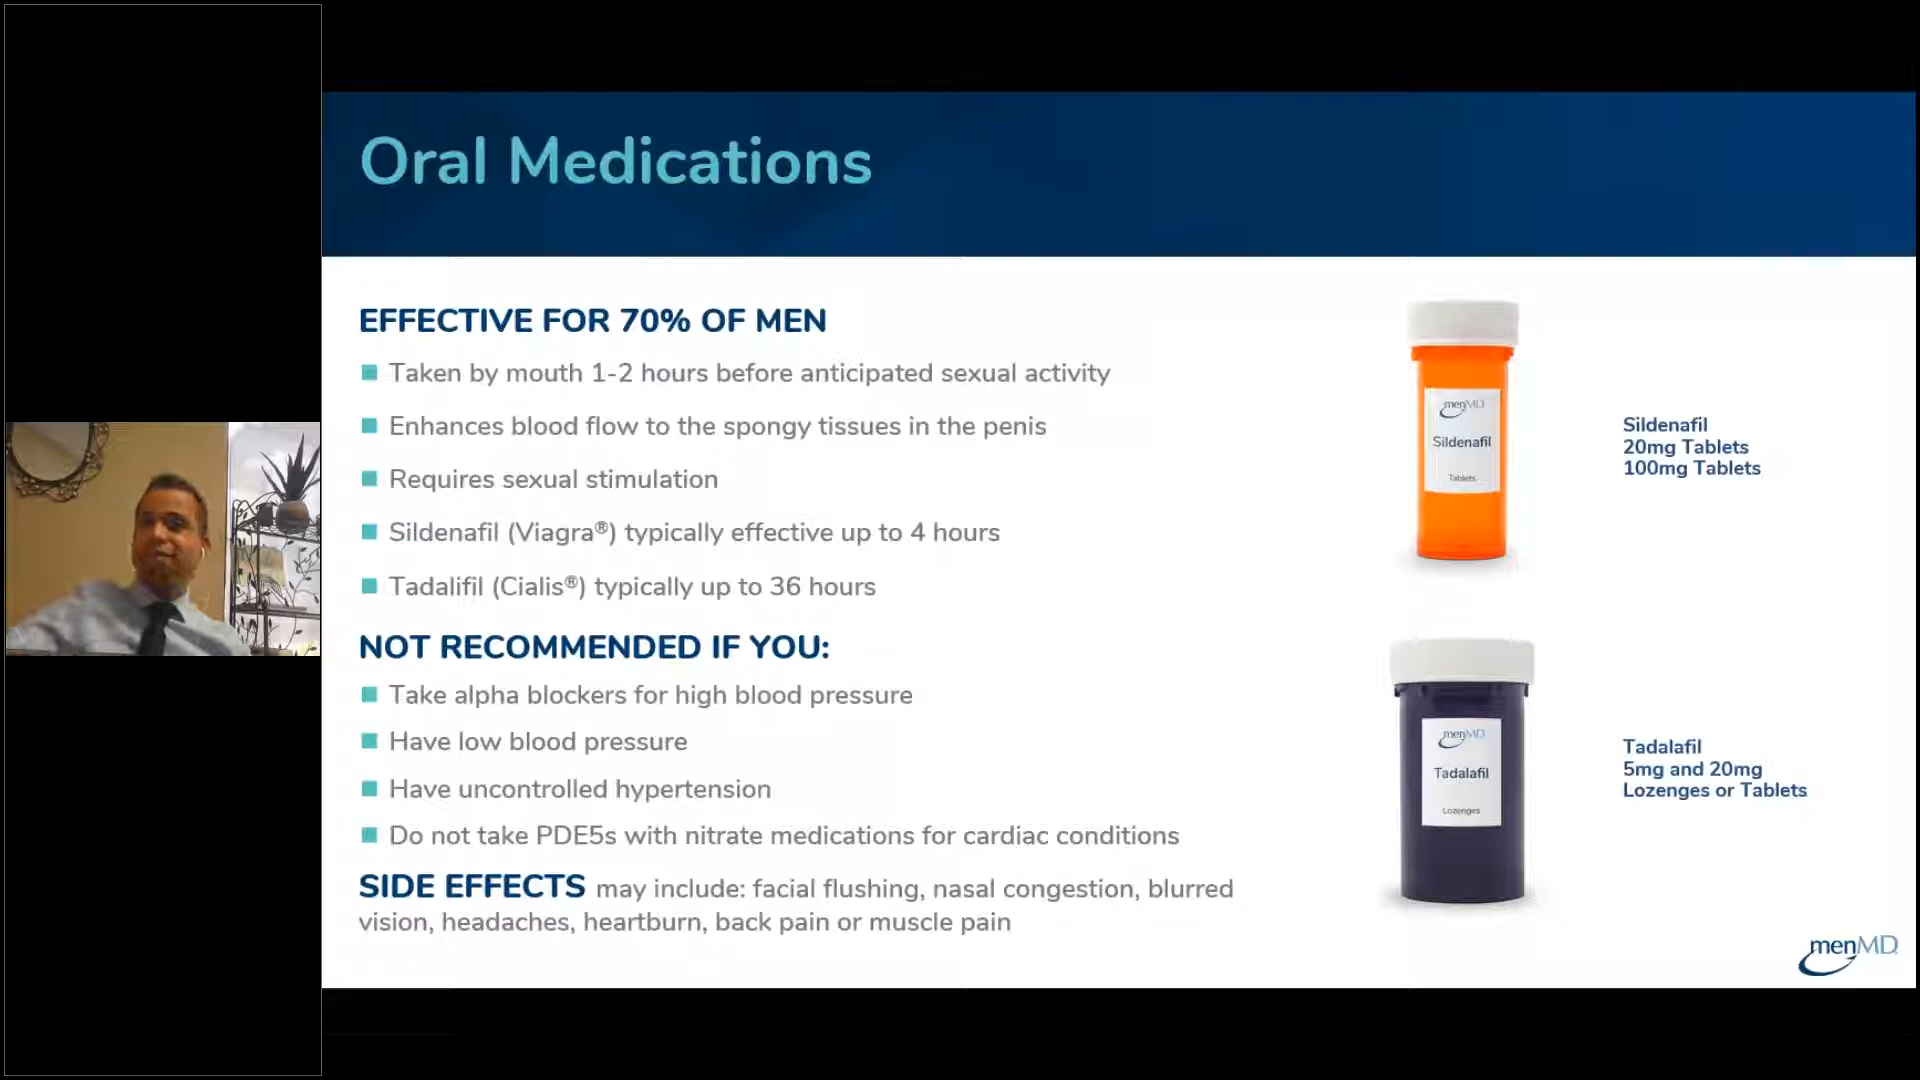 Oral Medications
EFFECTIVE FOR 70% OF MEN
Taken by mouth 1-2 hours before anticipated sexual activity
Enhances blood flow to the spongy tissues in the penis
Requires sexual stimulation
Sildenafil (Viagra®) typically effective up to 4 hours
Tadalifil (Cialis®) typically up to 36 hours
NOT RECOMMENDED IF YOU:
Take alpha blockers for high blood pressure
Have low blood pressure
Have uncontrolled hypertension
Do not take PDE5s with nitrate medications for cardiac conditions
SIDE EFFECTS may include: facial flushing, nasal congestion, blurred
vision, headaches, heartburn, back pain or muscle pain
menMD
Sildenafil
Tablets
Sildenafil
20mg Tablets
100mg Tablets
menMD
Tadalafil
Lozenges
Tadalafil
5mg and 20mg
Lozenges or Tablets
menMD